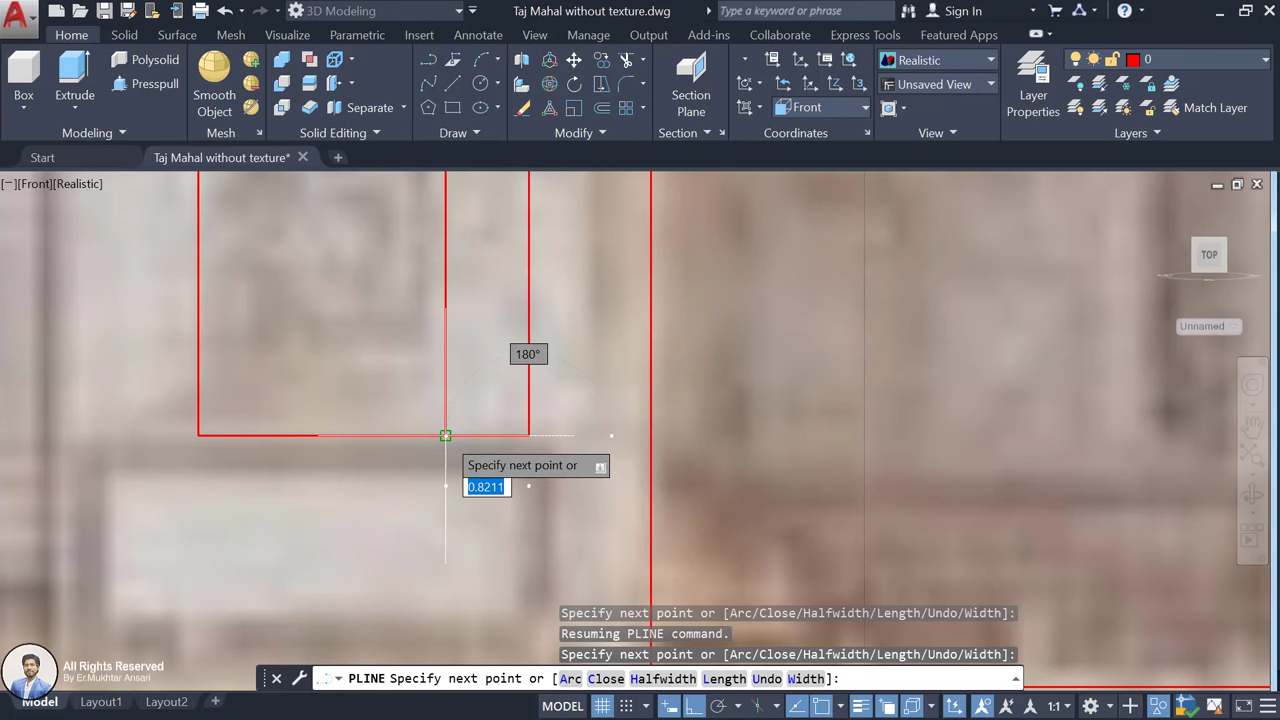 A CAD 3D Modeling Taj Mahal without texture.dwg Type a keyword or phrase Sign In
Home Solid Surface Mesh Visualize Parametric Insert Annotate View Manage Output Add-ins Collaborate Express Tools Featured Apps
Box
Extrude
Polysolid
Presspull
Smooth
Object
Separate
Section
Plane
Front
Realistic
Unsaved View
Layer
Properties
0
Match Layer
Modeling Mesh Solid Editing Draw Modify Section Coordinates View Layers
Start Taj Mahal without texture*
[−][Front][Realistic]
TOP
Unnamed
180°
Specify next point or
0.8211
Specify next point or [Arc/Close/Halfwidth/Length/Undo/Width]:
Resuming PLINE command.
Specify next point or [Arc/Close/Halfwidth/Length/Undo/Width]:
PLINE Specify next point or [Arc Close Halfwidth Length Undo Width]:
All Rights Reserved
By Er.Mukhtar Ansari
Model Layout1 Layout2
MODEL 1:1